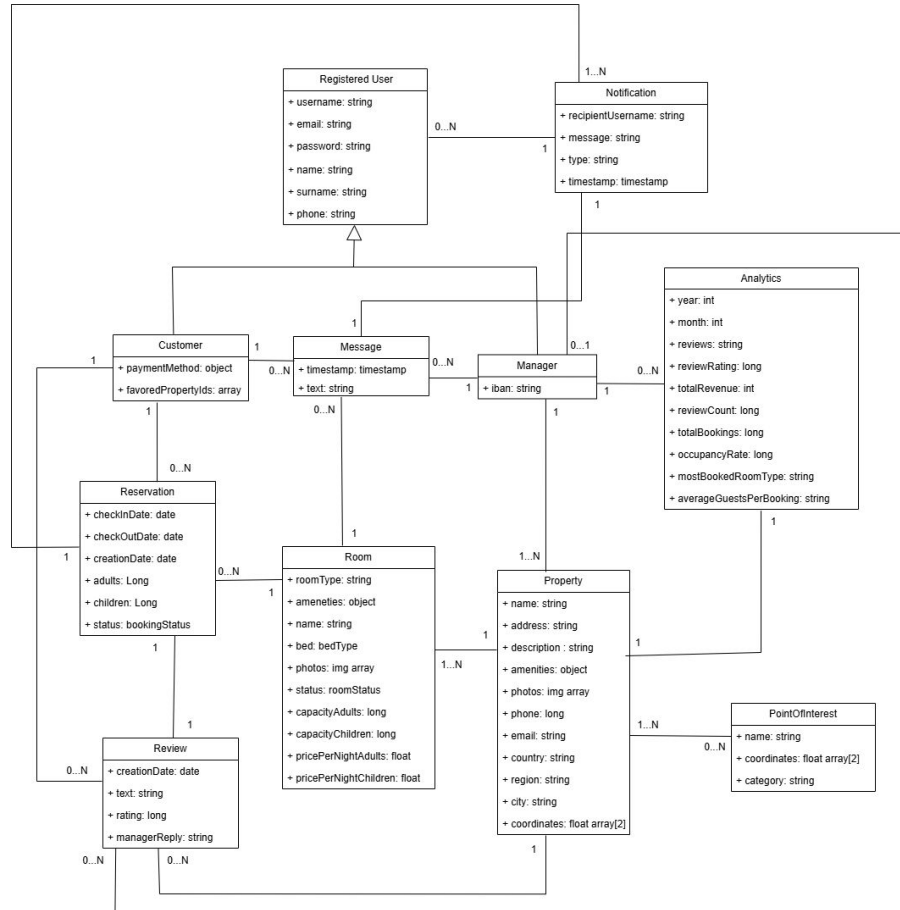 1...N
Registered User
+ username: string
+ email: string
+ password: string
+ name: string
+ surname: string
+ phone: string
0...N
1
Notification
+ recipientUsername: string
+ message: string
+ type: string
+ timestamp: timestamp
1
Analytics
+ year: int
+ month: int
+ reviews: string
+ reviewRating: long
+ totalRevenue: int
+ reviewCount: long
+ totalBookings: long
+ occupancyRate: long
+ mostBookedRoomType: string
+ averageGuestsPerBooking: string
1
1
Customer
+ paymentMethod: object
+ favoredPropertyIds: array
1
1
0...N
1
Message
+ timestamp: timestamp
+ text: string
0...N
0...N
1
0...1
Manager
+ iban: string
1
1
0...N
0...N
Reservation
+ checkInDate: date
+ checkOutDate: date
+ creationDate: date
+ adults: Long
+ children: Long
+ status: bookingStatus
1
0...N
1
1
1
Room
+ roomType: string
+ ameneties: object
+ name: string
+ bed: bedType
+ photos: img array
+ status: roomStatus
+ capacityAdults: long
+ capacityChildren: long
+ pricePerNightAdults: float
+ pricePerNightChildren: float
1...N
1
1...N
Property
+ name: string
+ address: string
+ description : string
+ amenities: object
+ photos: img array
+ phone: long
+ email: string
+ country: string
+ region: string
+ city: string
+ coordinates: float array[2]
1
1...N
0...N
1
PointOfInterest
+ name: string
+ coordinates: float array[2]
+ category: string
1
0...N
Review
+ creationDate: date
+ text: string
+ rating: long
+ managerReply: string
0...N
0...N